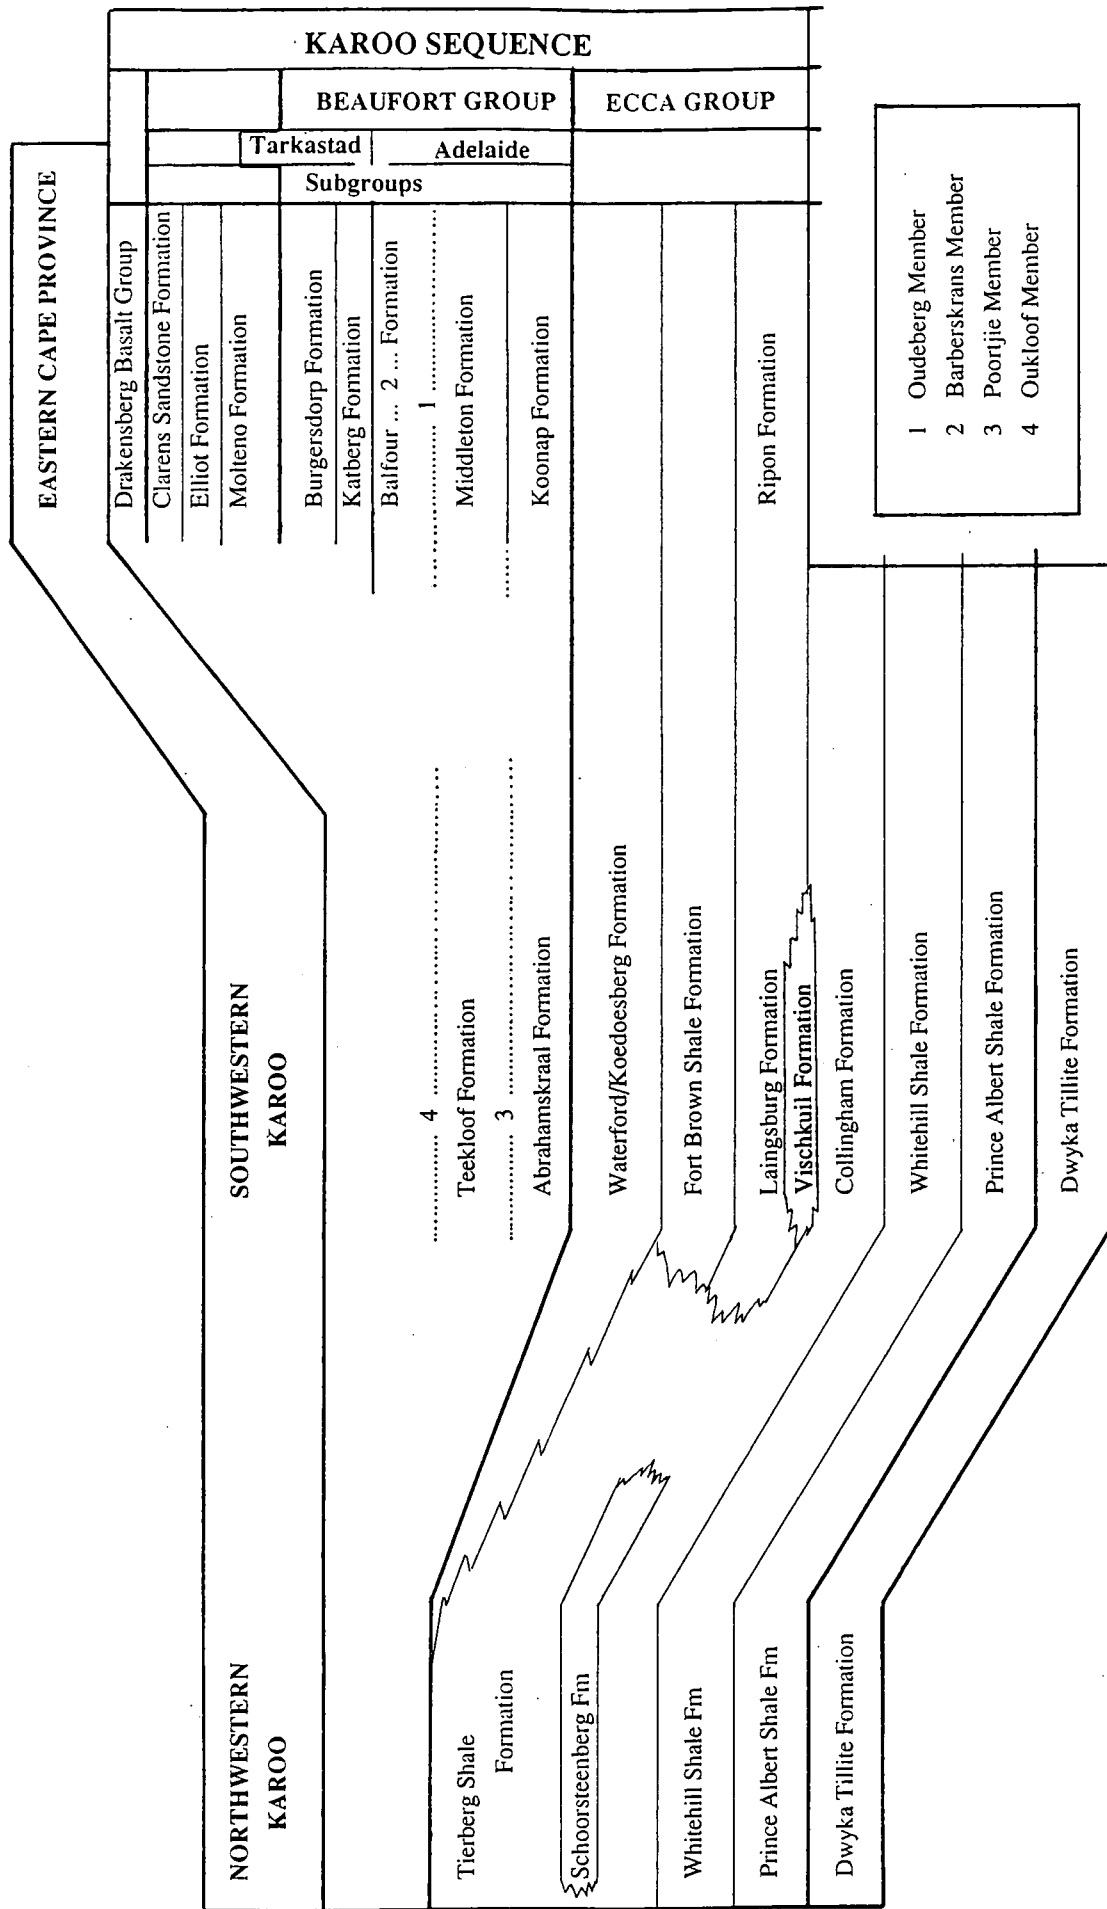 KAROO SEQUENCE
BEAUFORT GROUP
ECCA GROUP
Tarkastad
Adelaide
Subgroups
EASTERN CAPE PROVINCE
Drakensberg Basalt Group
Clarens Sandstone Formation
Elliot Formation
Molteno Formation
Burgersdorp Formation
Katberg Formation
Balfour ... 2 ... Formation
1
Middleton Formation
Koonap Formation
Ripon Formation
1 Oudeberg Member
2 Barberskrans Member
3 Poortjie Member
4 Oukloof Member
SOUTHWESTERN
KAROO
4
Teekloof Formation
3
Abrahamskraal Formation
Waterford/Koedoesberg Formation
Fort Brown Shale Formation
Laingsburg Formation
Vischkuil Formation
Collingham Formation
Whitehill Shale Formation
Prince Albert Shale Formation
Dwyka Tillite Formation
NORTHWESTERN
KAROO
Tierberg Shale
Formation
Schoorsteenberg Fm
Whitehill Shale Fm
Prince Albert Shale Fm
Dwyka Tillite Formation